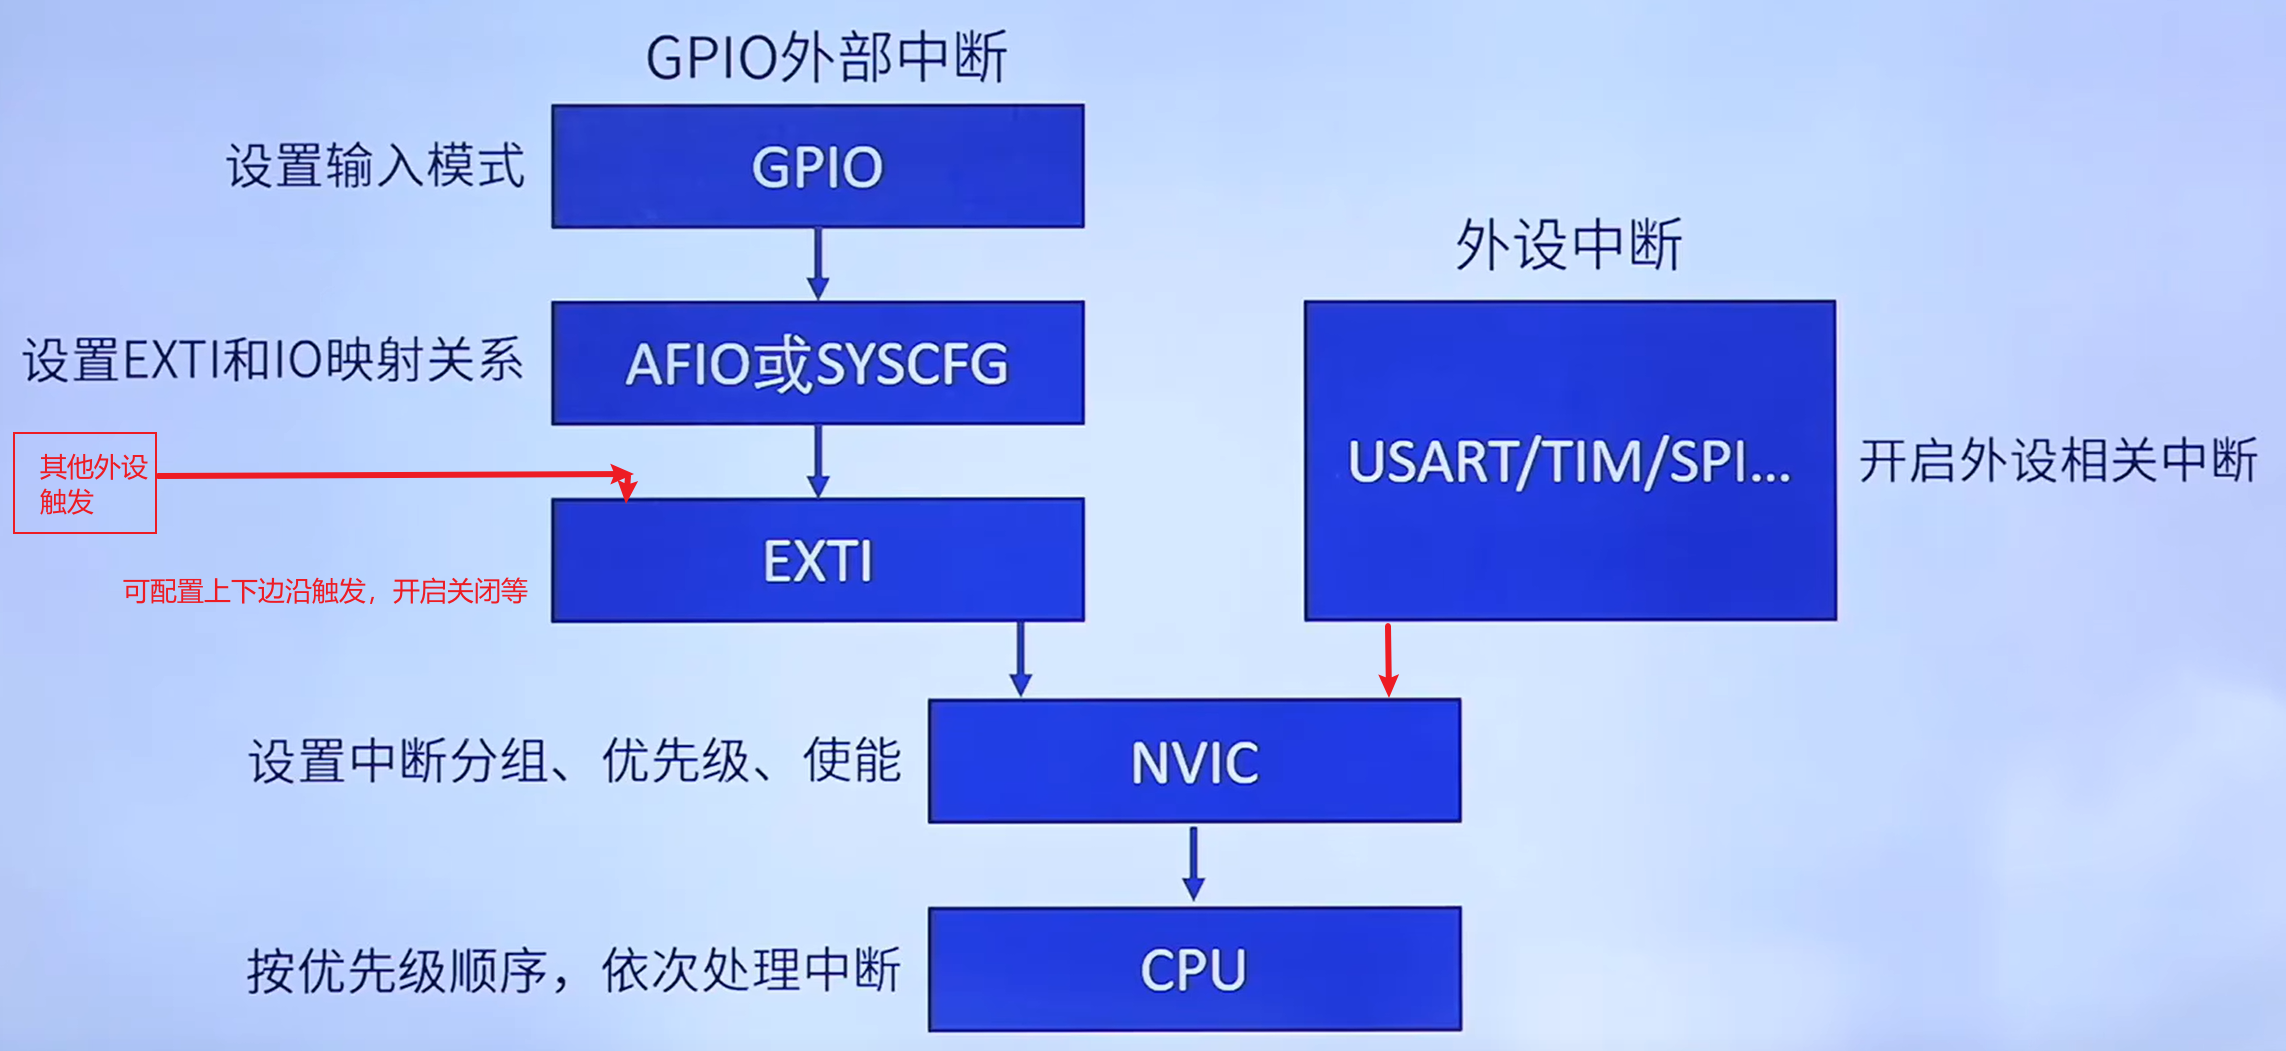 GPIO外部中断
设置输入模式
GPIO
外设中断
设置EXTI和IO映射关系
AFIO或SYSCFG
USART/TIM/SPI...
开启外设相关中断
其他外设
触发
EXTI
可配置上下边沿触发，开启关闭等
设置中断分组、优先级、使能
NVIC
按优先级顺序，依次处理中断
CPU